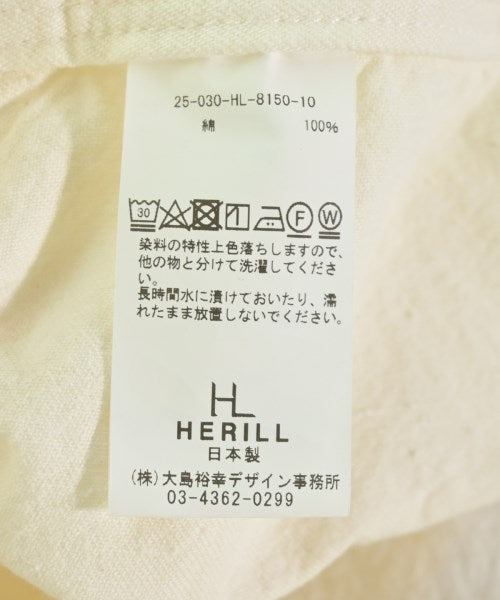 25-030-HL-8150-10
綿 100%
30 F W
染料の特性上色落ちしますので、
他の物と分けて洗濯してくださ
い。
長時間水に漬けておいたり、濡
れたまま放置しないでください。
HL
HERILL
日本製
(株)大島裕幸デザイン事務所
03-4362-0299